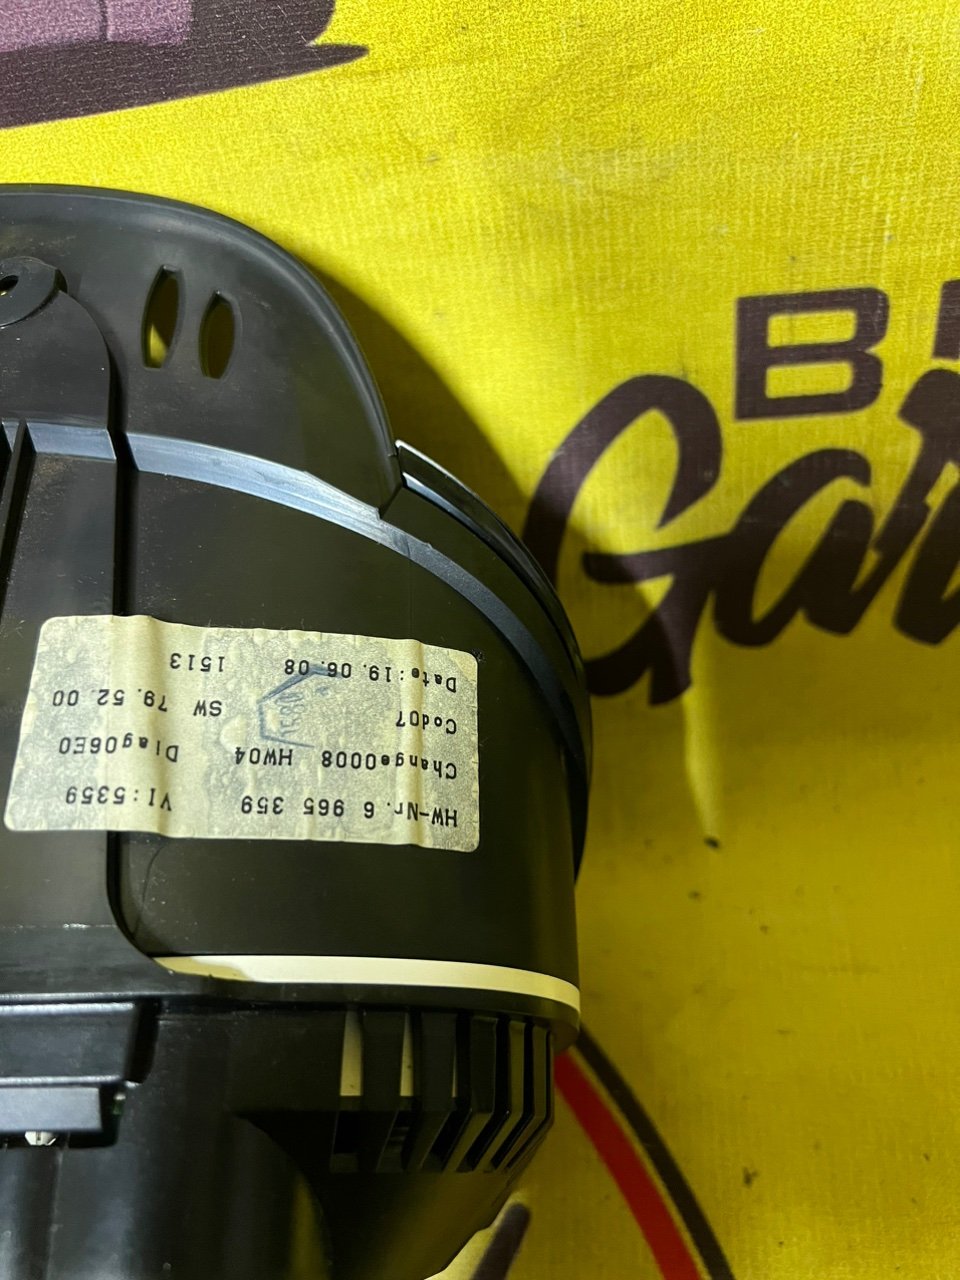 HW-Nr. 6 965 359 VI:5359
Change0008 HW04 Diag06E0
Cod07 SW 79.52.00
Date:19.06.08 1513
B
Gar